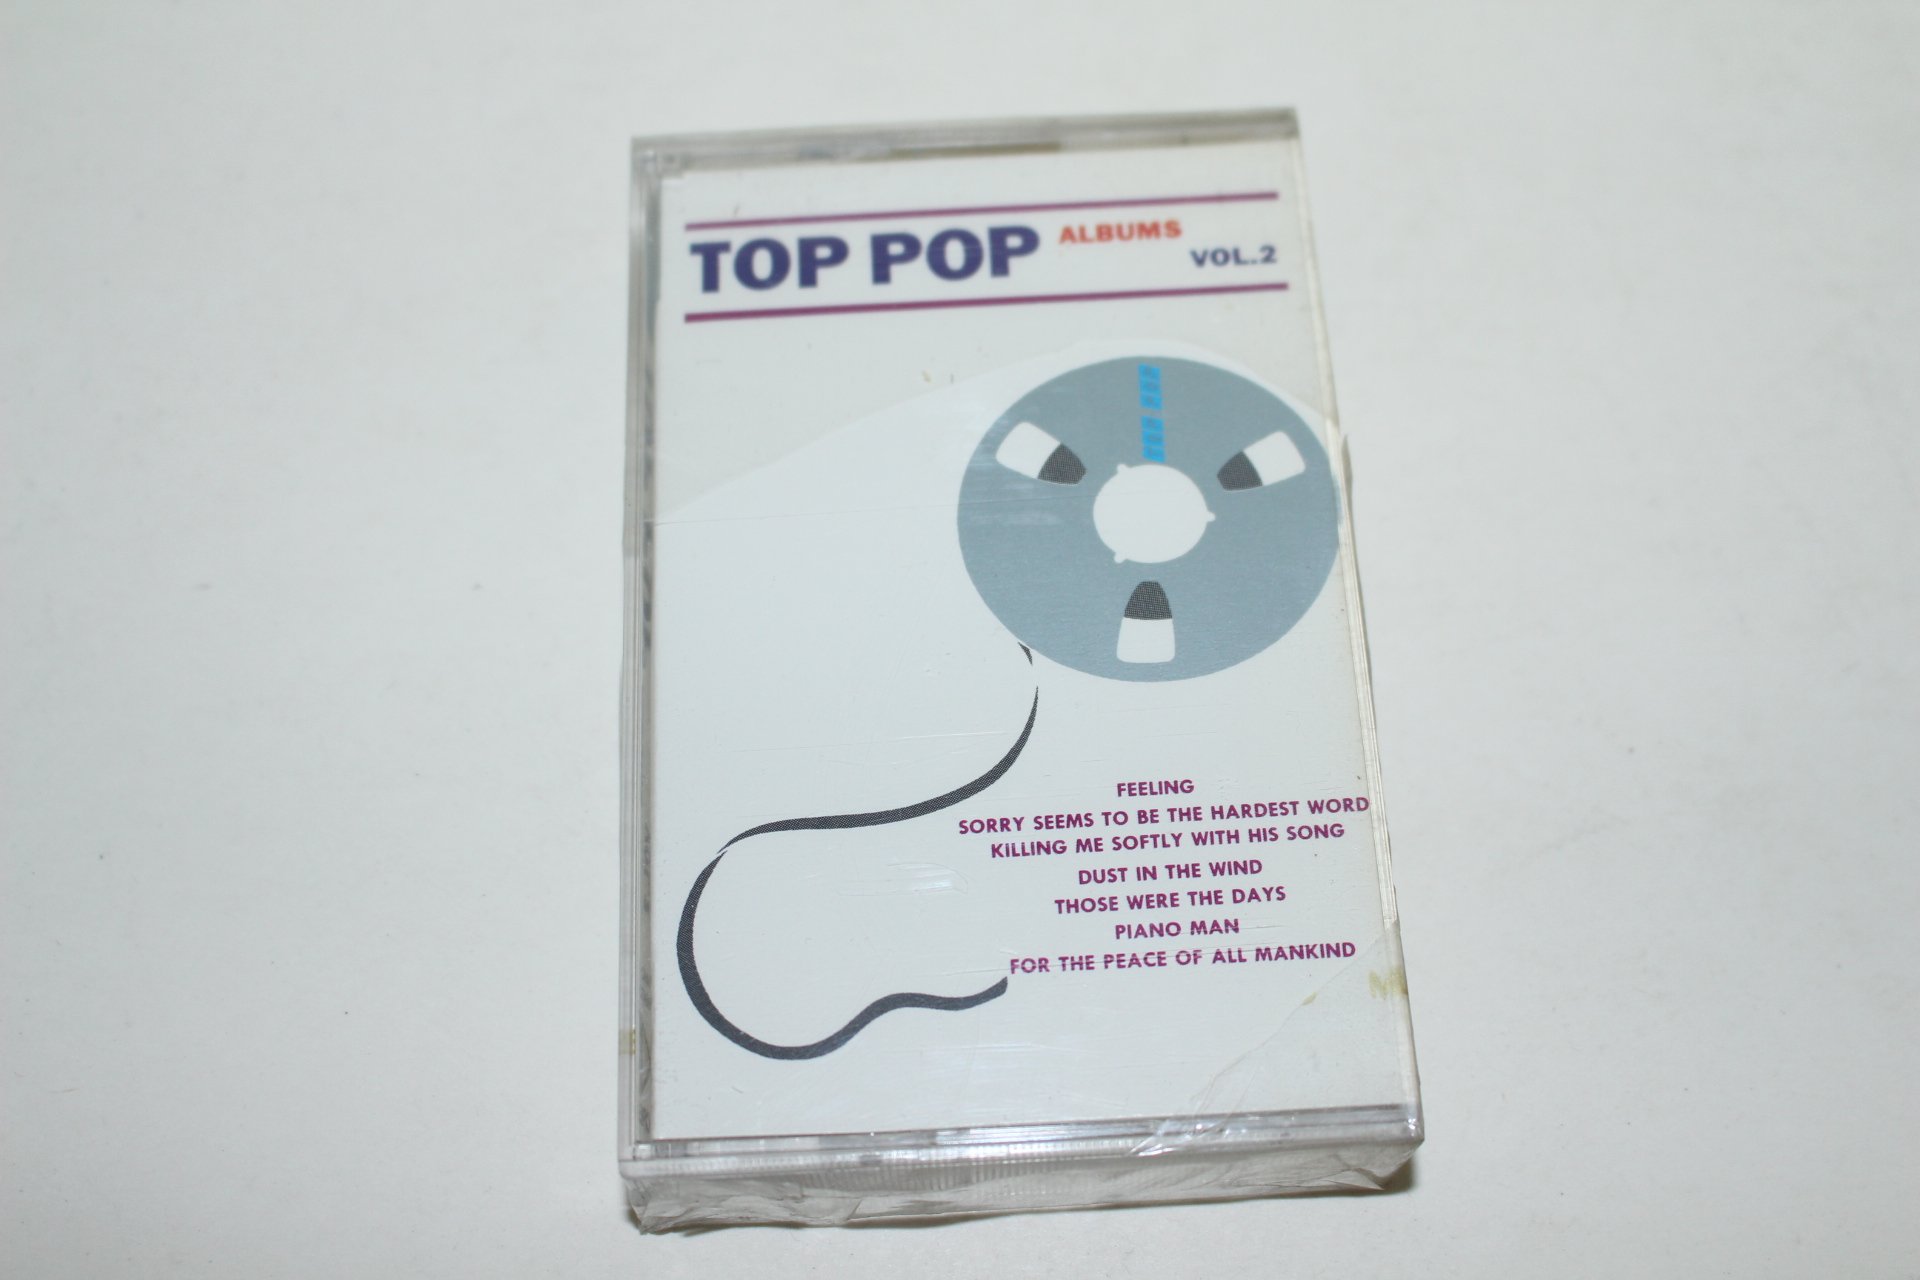 TOP POP ALBUMS
VOL.2
FEELING
SORRY SEEMS TO BE THE HARDEST WORD
KILLING ME SOFTLY WITH HIS SONG
DUST IN THE WIND
THOSE WERE THE DAYS
PIANO MAN
FOR THE PEACE OF ALL MANKIND